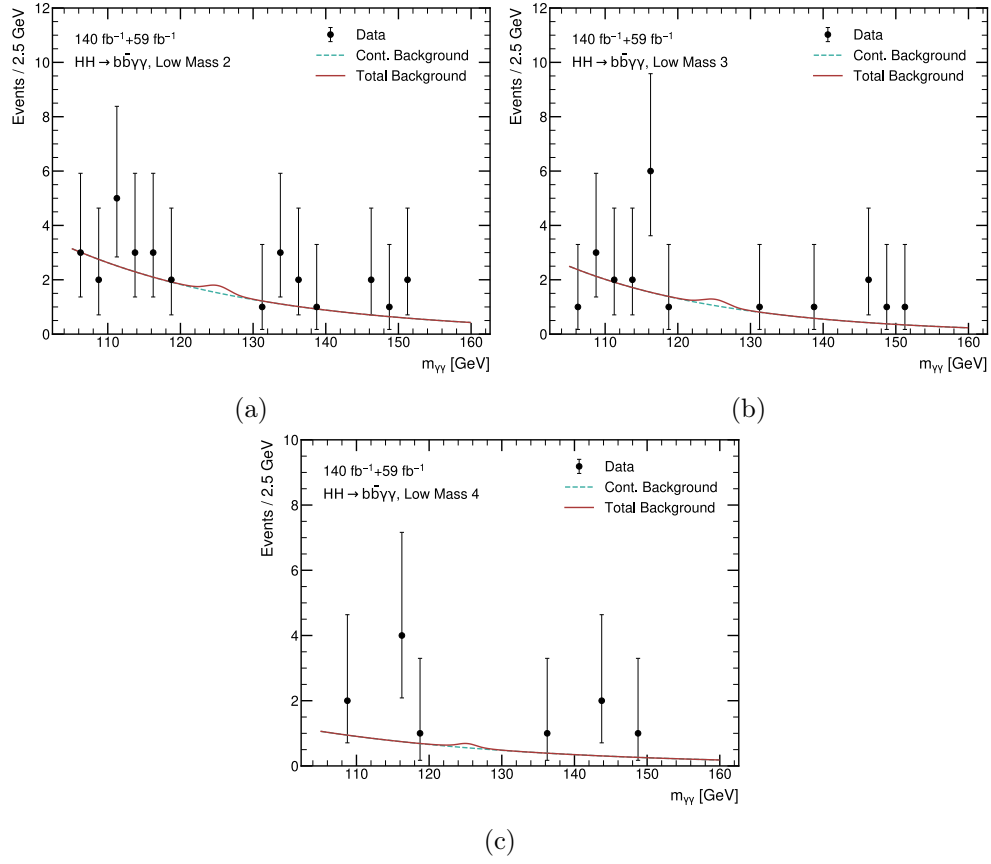 140 fb⁻¹+59 fb⁻¹
HH → bb̄γγ, Low Mass 2
Data
Cont. Background
Total Background
Events / 2.5 GeV
12
10
8
6
4
2
0
110 120 130 140 150 160
mγγ [GeV]
(a)
140 fb⁻¹+59 fb⁻¹
HH → bb̄γγ, Low Mass 3
Data
Cont. Background
Total Background
Events / 2.5 GeV
12
10
8
6
4
2
0
110 120 130 140 150 160
mγγ [GeV]
(b)
140 fb⁻¹+59 fb⁻¹
HH → bb̄γγ, Low Mass 4
Data
Cont. Background
Total Background
Events / 2.5 GeV
10
8
6
4
2
0
110 120 130 140 150 160
mγγ [GeV]
(c)